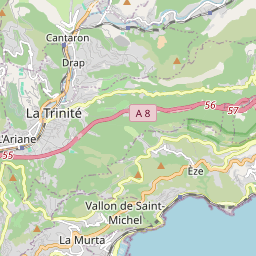 Cantaron
Drap
La Trinité
A 8
56
57
L'Ariane
55
Èze
Vallon de Saint-
Michel
La Murta